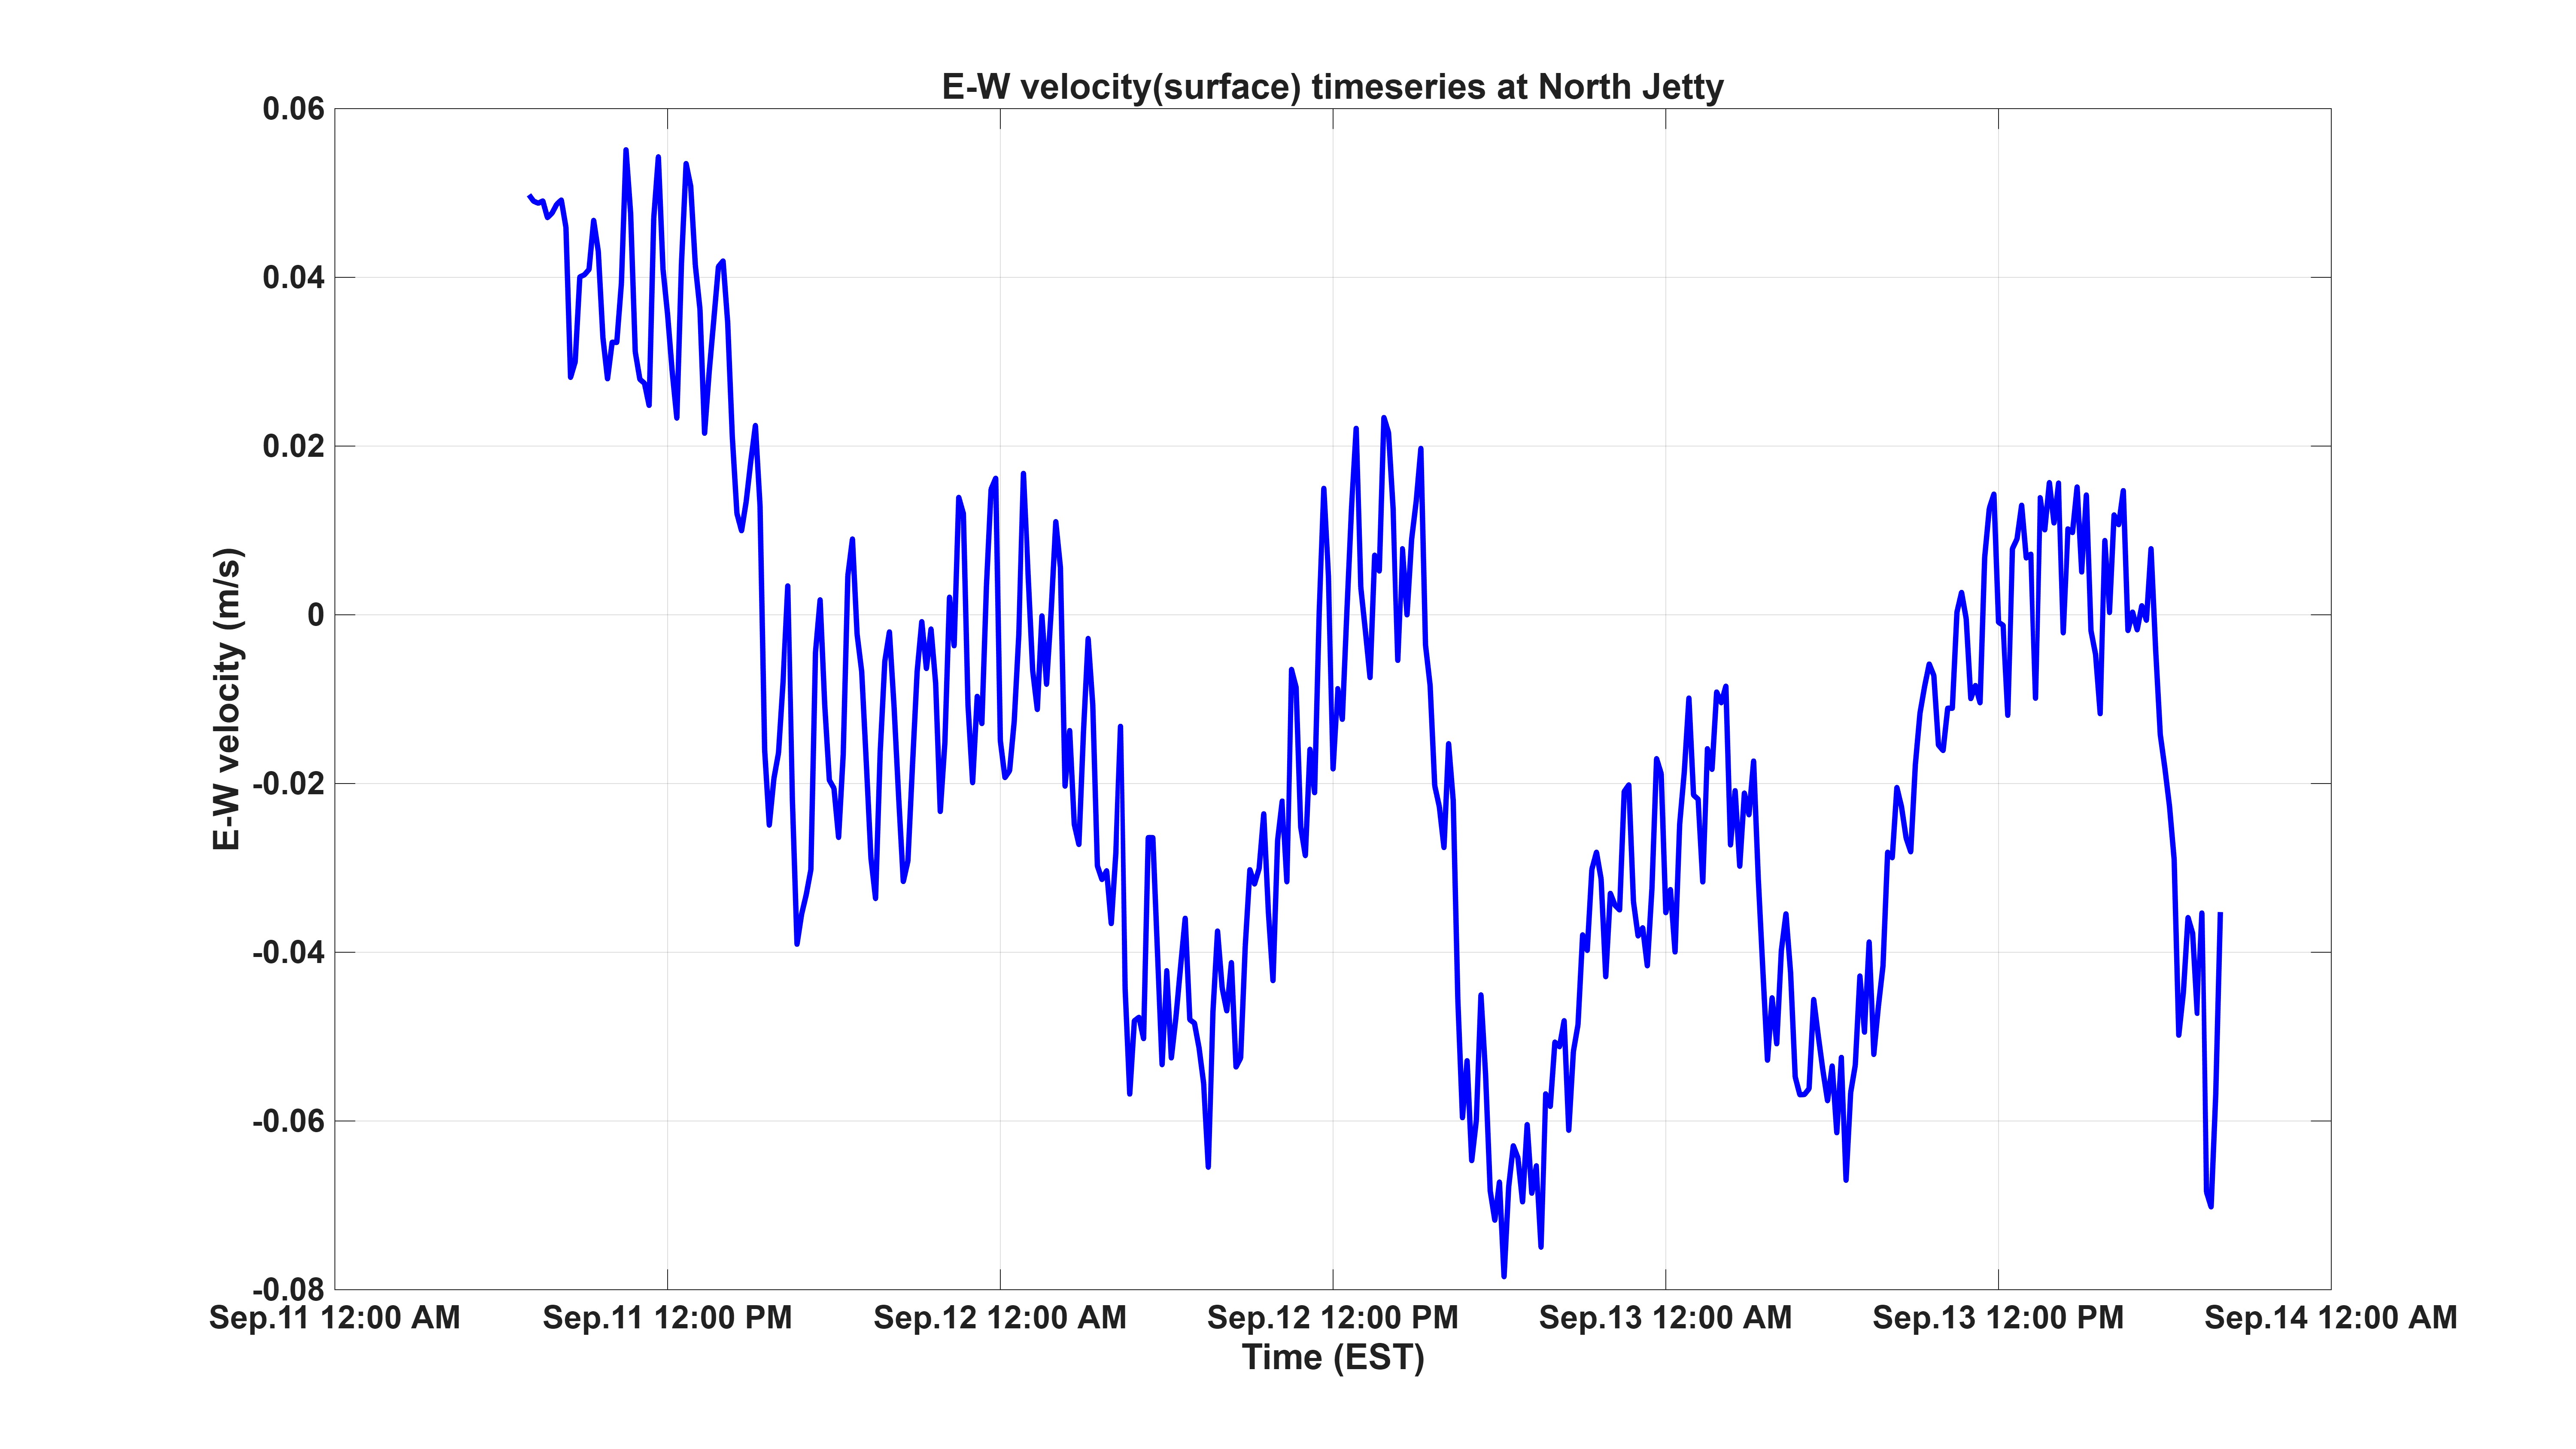 E-W velocity(surface) timeseries at North Jetty
0.06
0.04
0.02
0
-0.02
-0.04
-0.06
-0.08
E-W velocity (m/s)
Sep.11 12:00 AM Sep.11 12:00 PM Sep.12 12:00 AM Sep.12 12:00 PM Sep.13 12:00 AM Sep.13 12:00 PM Sep.14 12:00 AM
Time (EST)